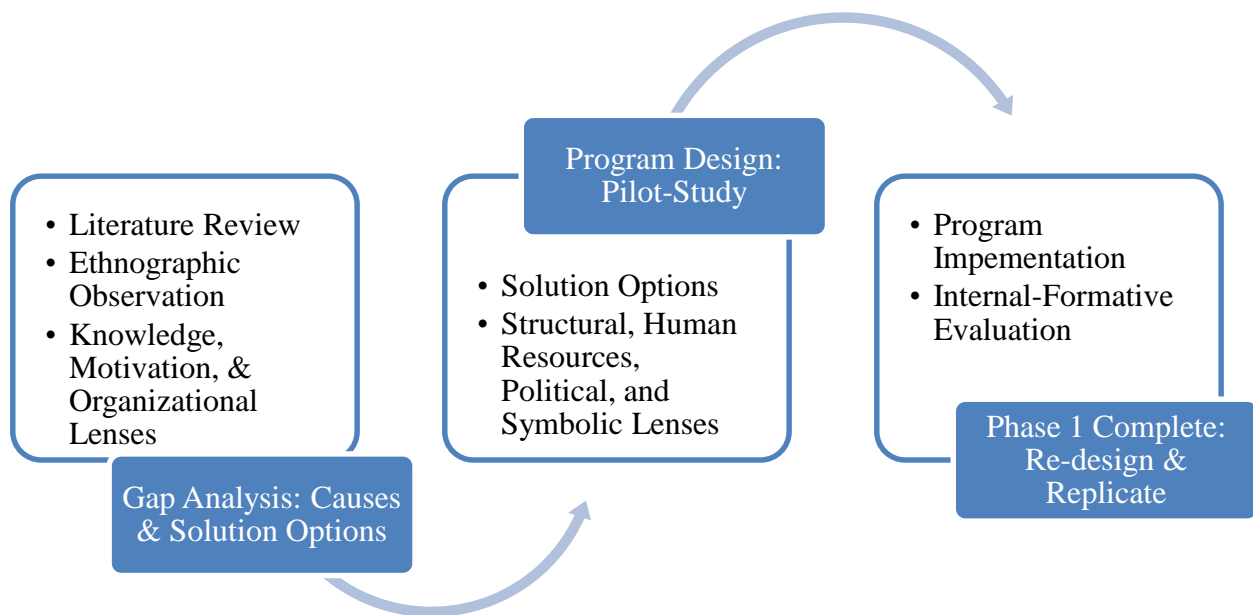 • Literature Review
• Ethnographic
Observation
• Knowledge,
Motivation, &
Organizational
Lenses
Gap Analysis: Causes
& Solution Options
Program Design:
Pilot-Study
• Solution Options
• Structural, Human
Resources,
Political, and
Symbolic Lenses
• Program
Impementation
• Internal-Formative
Evaluation
Phase 1 Complete:
Re-design &
Replicate